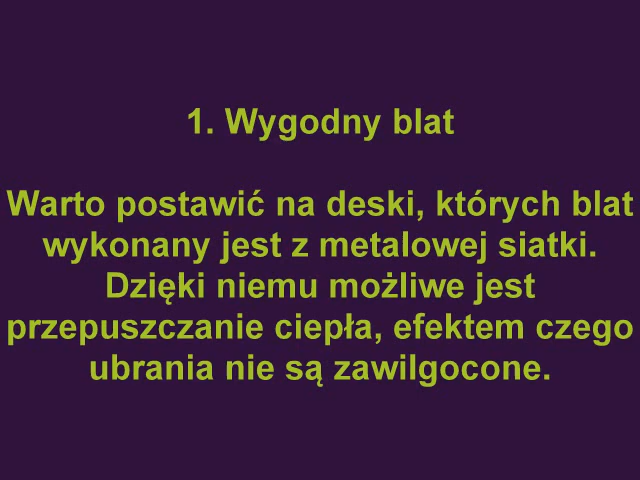 1. Wygodny blat
Warto postawić na deski, których blat
wykonany jest z metalowej siatki.
Dzięki niemu możliwe jest
przepuszczanie ciepła, efektem czego
ubrania nie są zawilgocone.